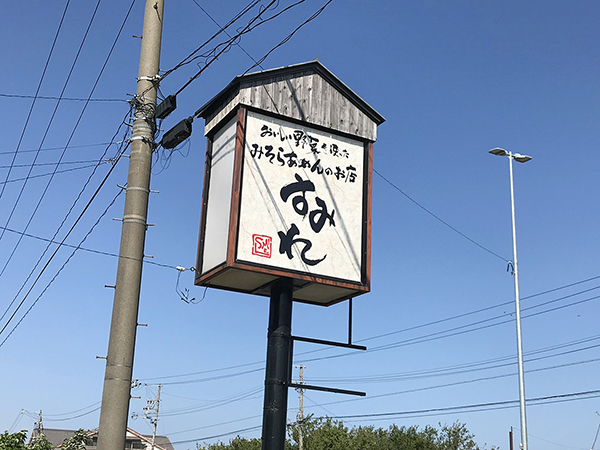 おいしい野菜を使った
みそらあめんのお店
すみれ